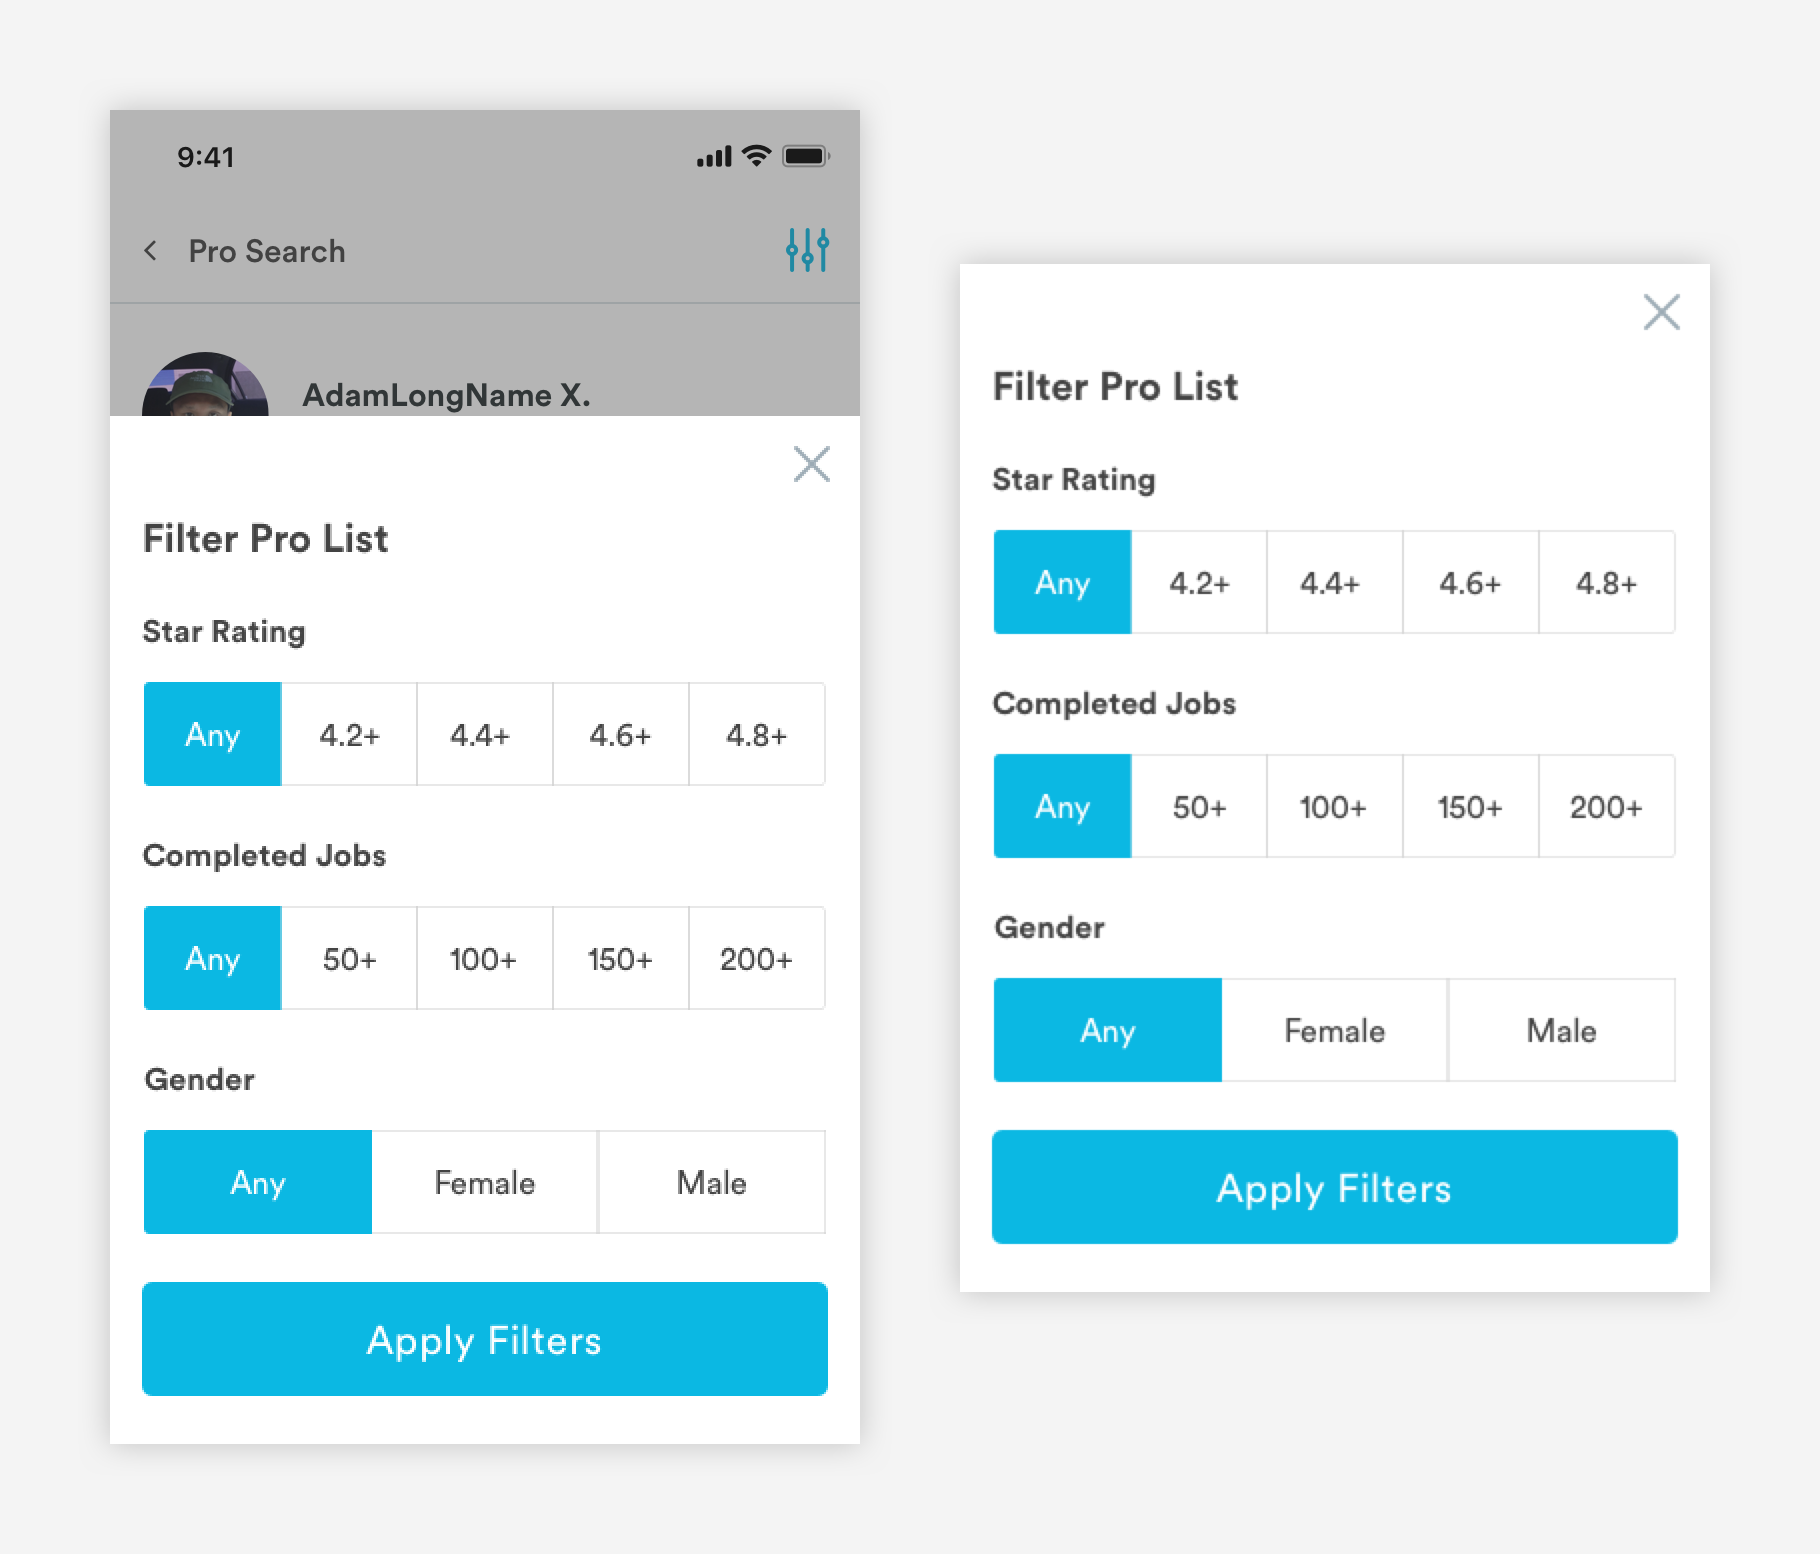 9:41
Pro Search
AdamLongName X.
Filter Pro List
Star Rating
Any 4.2+ 4.4+ 4.6+ 4.8+
Completed Jobs
Any 50+ 100+ 150+ 200+
Gender
Any Female Male
Apply Filters
Filter Pro List
Star Rating
Any 4.2+ 4.4+ 4.6+ 4.8+
Completed Jobs
Any 50+ 100+ 150+ 200+
Gender
Any Female Male
Apply Filters